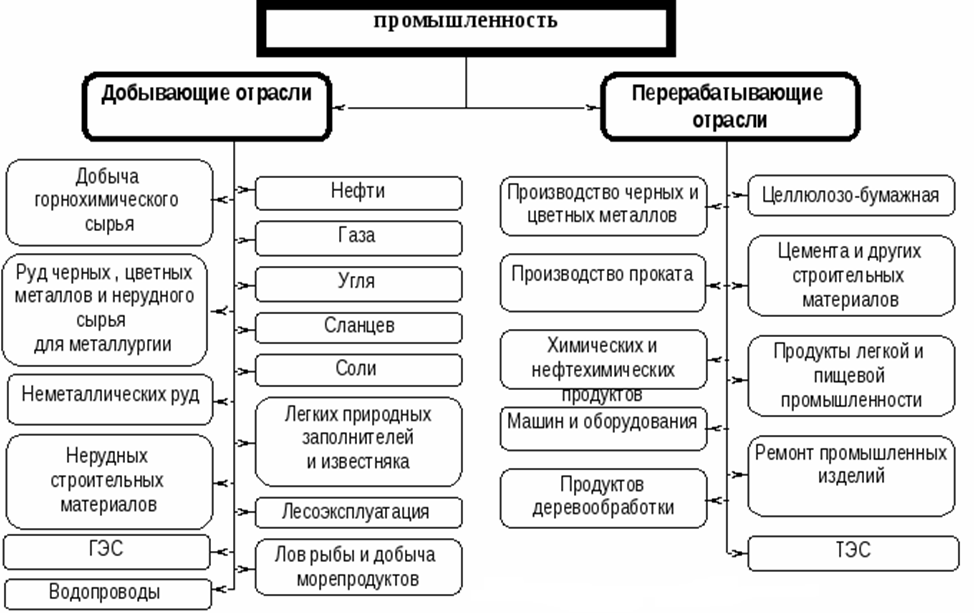 промышленность
Добывающие отрасли
Перерабатывающие
отрасли
Добыча
горнохимического
сырья
Руд черных , цветных
металлов и нерудного
сырья
для металлургии
Неметаллических руд
Нерудных
строительных
материалов
ГЭС
Водопроводы
Нефти
Газа
Угля
Сланцев
Соли
Легких природных
заполнителей
и известняка
Лесоэксплуатация
Лов рыбы и добыча
морепродуктов
Производство черных и
цветных металлов
Производство проката
Химических и
нефтехимических
продуктов
Машин и оборудования
Продуктов
деревообработки
Целлюлозо-бумажная
Цемента и других
строительных
материалов
Продукты легкой и
пищевой
промышленности
Ремонт промышленных
изделий
ТЭС